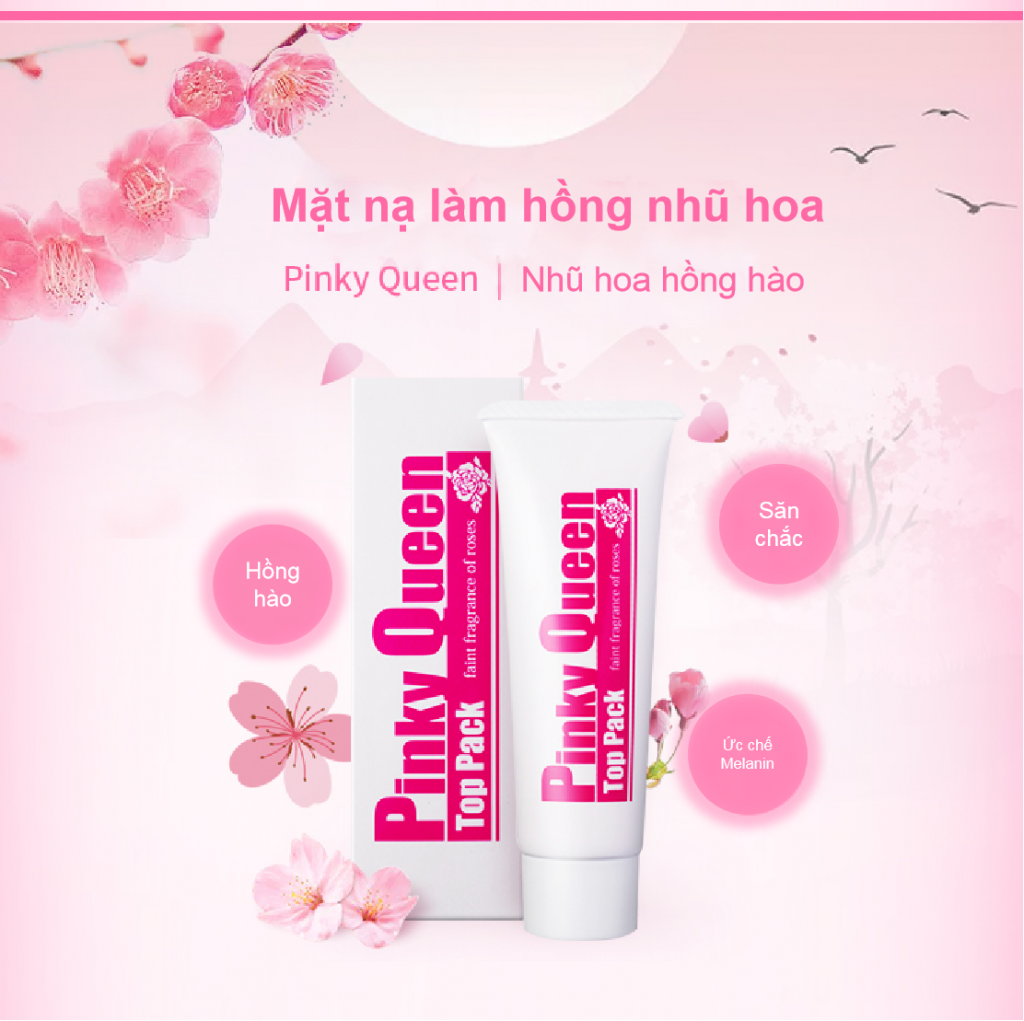 Mặt nạ làm hồng nhũ hoa
Pinky Queen | Nhũ hoa hồng hào
Hồng
hào
Săn
chắc
Ức chế
Melanin
Pinky Queen
Top Pack faint fragrance of roses
Pinky Queen
Top Pack faint fragrance of roses